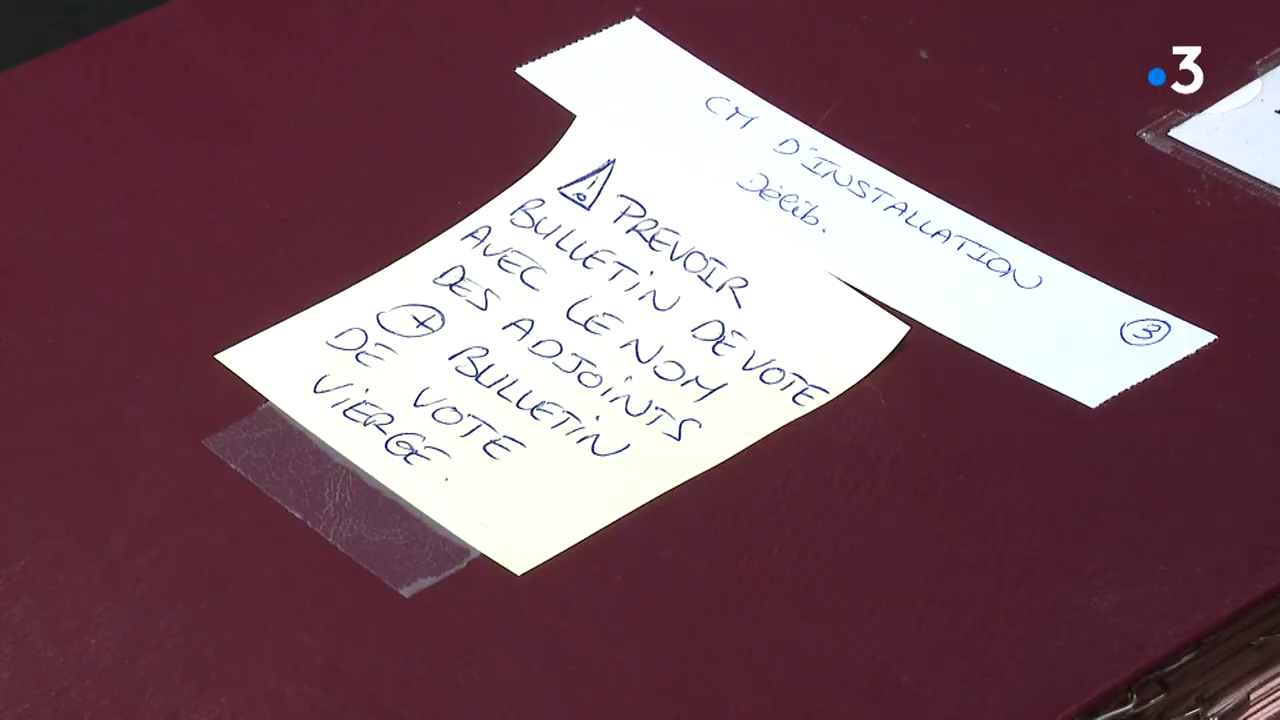 3
CM D'INSTALLATION
Délib.
3
⚠ PREVOIR
BULLETIN DE VOTE
AVEC LE NOM
DES ADJOINTS
+ BULLETIN
DE VOTE
VIERGE.